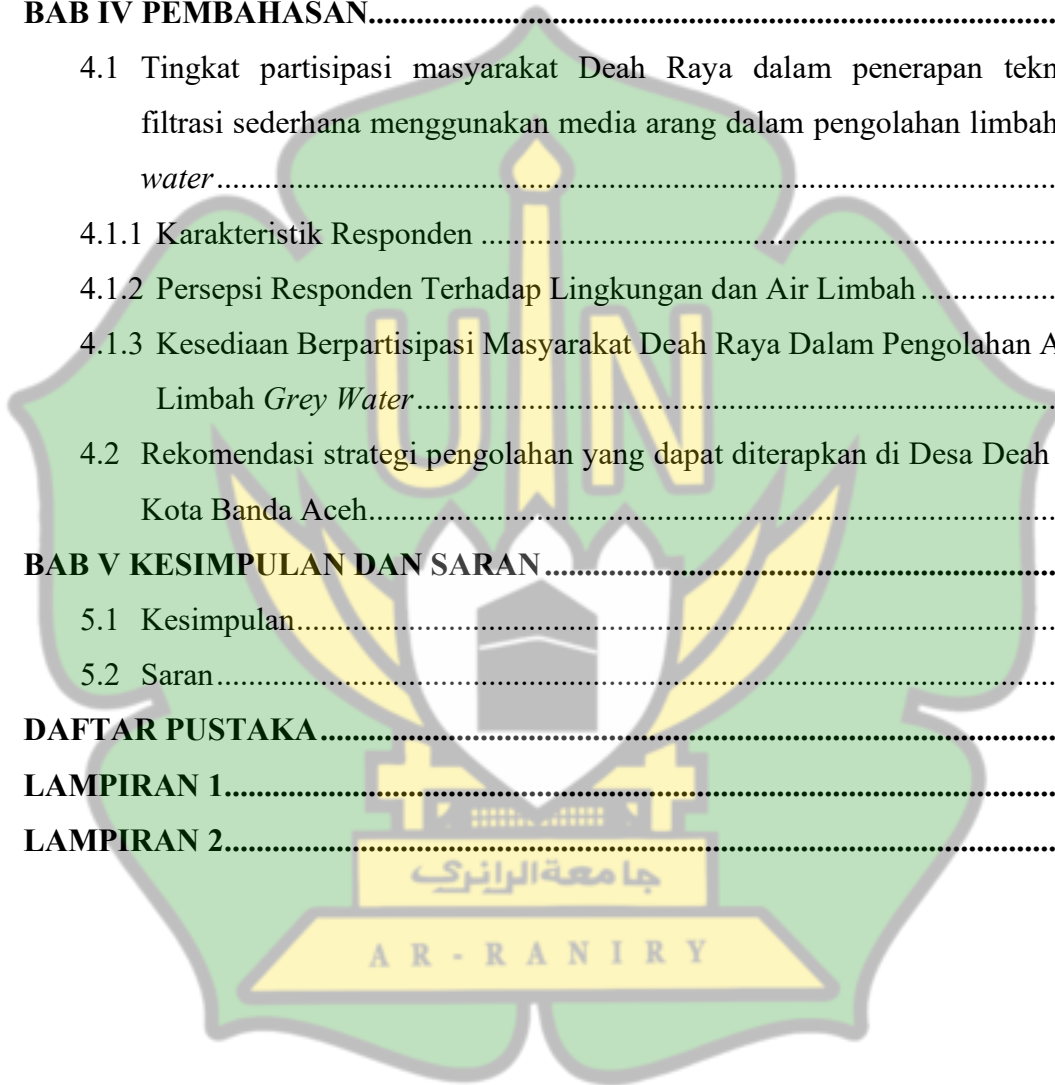 BAB IV PEMBAHASAN....................................................................................
4.1 Tingkat partisipasi masyarakat Deah Raya dalam penerapan
filtrasi sederhana menggunakan media arang dalam pengolahan limbah
water....................................................................................
4.1.1 Karakteristik Responden ....................................................................................
4.1.2 Persepsi Responden Terhadap Lingkungan dan Air Limbah ..................
4.1.3 Kesediaan Berpartisipasi Masyarakat Deah Raya Dalam Pengolahan
Limbah Grey Water....................................................................................
4.2 Rekomendasi strategi pengolahan yang dapat diterapkan di Desa Deah
Kota Banda Aceh....................................................................................
BAB V KESIMPULAN DAN SARAN....................................................................
5.1 Kesimpulan....................................................................................
5.2 Saran....................................................................................
DAFTAR PUSTAKA....................................................................................
LAMPIRAN 1....................................................................................
LAMPIRAN 2....................................................................................
UIN
جامعة الرانري
AR-RANIRY